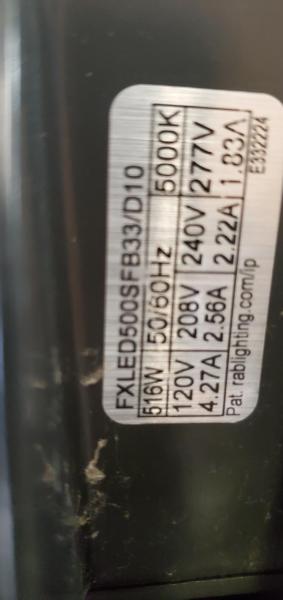 FXLED500SFB33/D10
516W 50/60Hz 5000K
120V 208V 240V 277V
4.27A 2.56A 2.22A 1.83A
Pat. rablighting.com/ip E332224